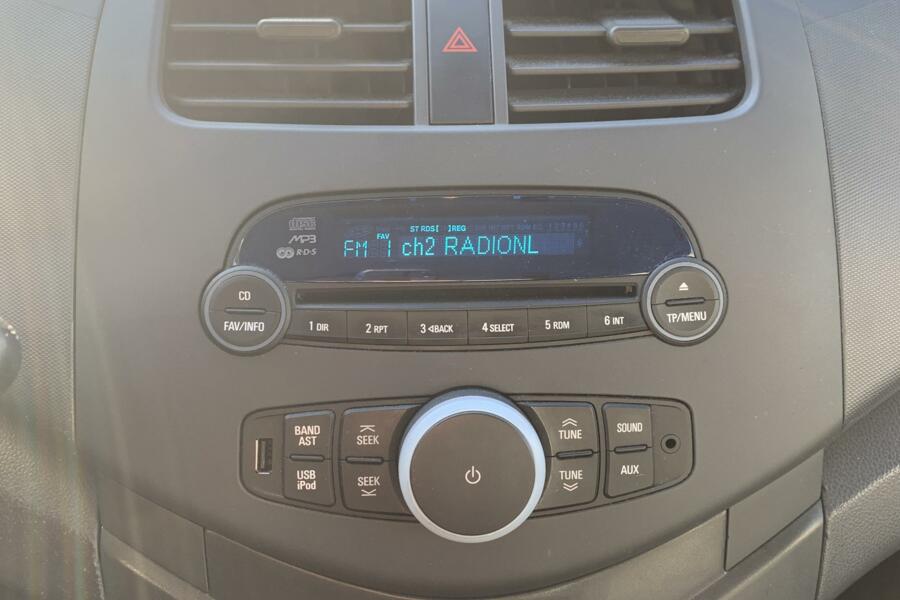 disc
MP3
R·D·S
FAV ST RDS[ ]REG
FM 1 ch2 RADIONL
CD
FAV/INFO
1 DIR
2 RPT
3 ◁BACK
4 SELECT
5 RDM
6 INT
TP/MENU
BAND
AST
USB
iPod
SEEK
SEEK
TUNE
TUNE
SOUND
AUX